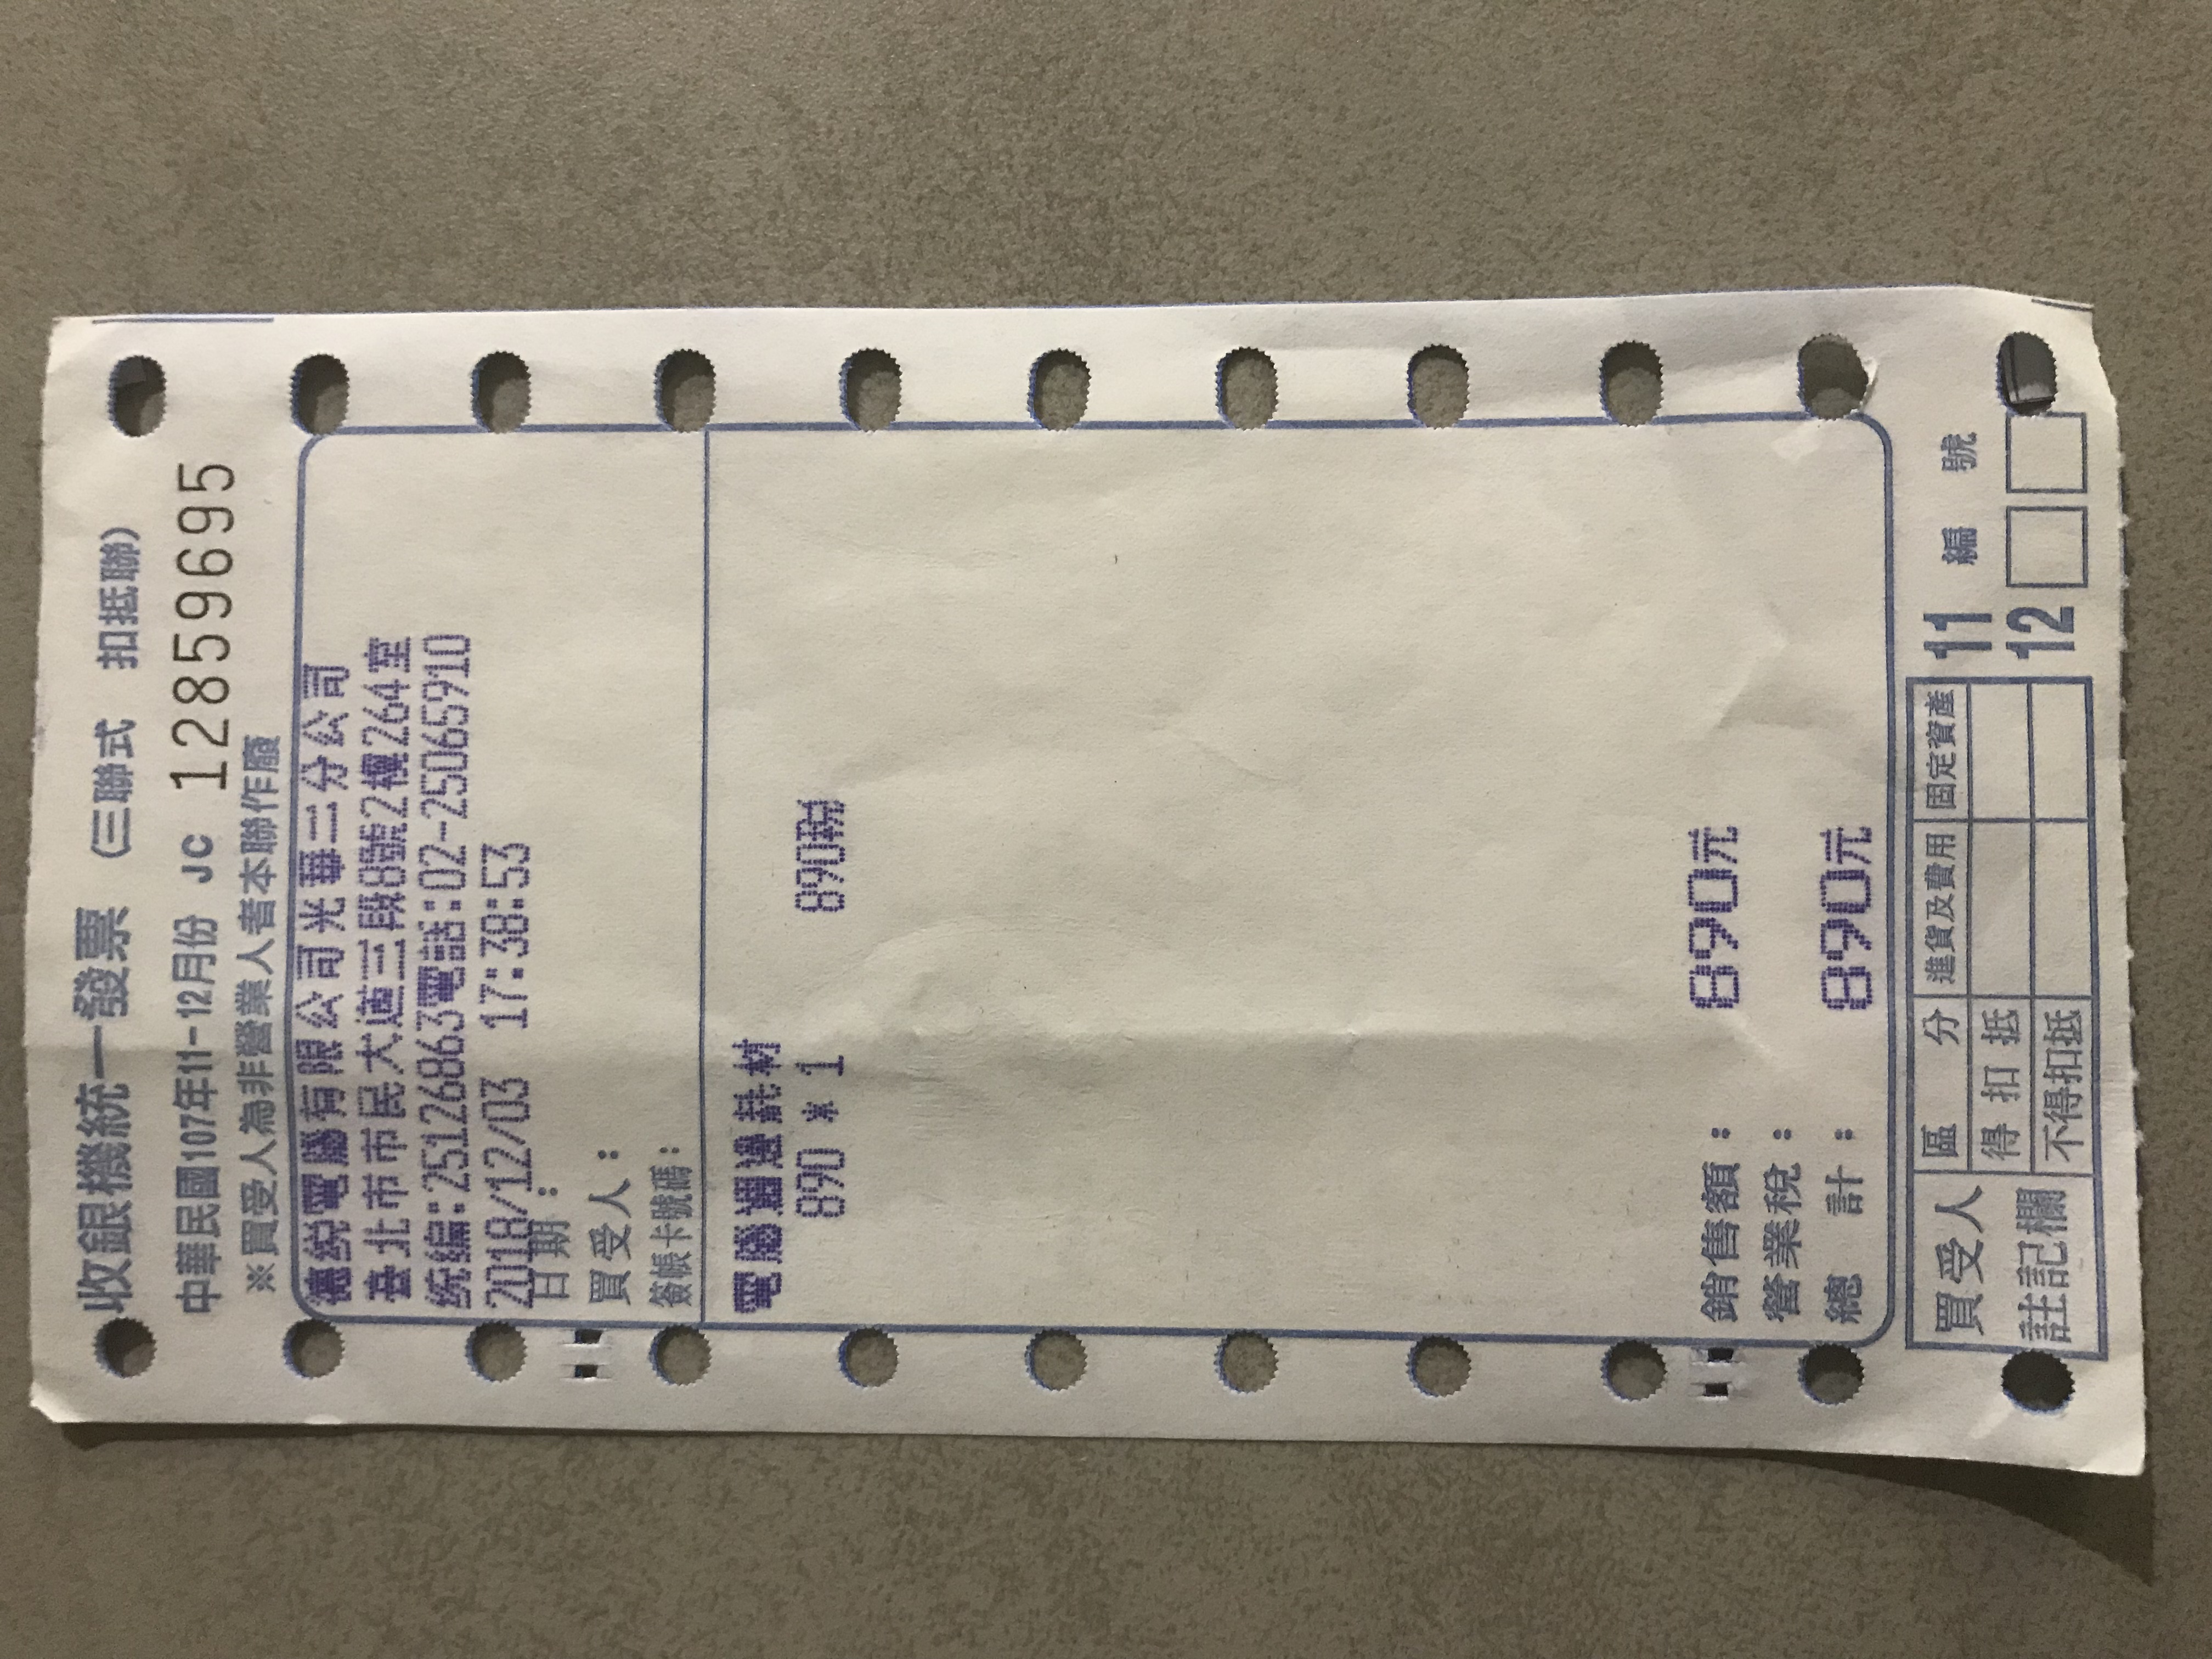 收銀機統一發票 (三聯式 扣抵聯)
中華民國107年11-12月份 JC 12859695
※買受人為非營業人者本聯作廢
德悅電腦有限公司光華二分公司
臺北市市民大道三段8號2樓264室
统編:25126863電話:02-25065910
2018/12/03 17:38:53
日期：
買受人：
簽帳卡號碼：
電腦週邊耗材
890 * 1 890稅
銷售額： 890元
營業稅：
總計： 890元
買受人註記欄
區分 進貨及費用 固定資產
得扣抵
不得扣抵
11 編號
12